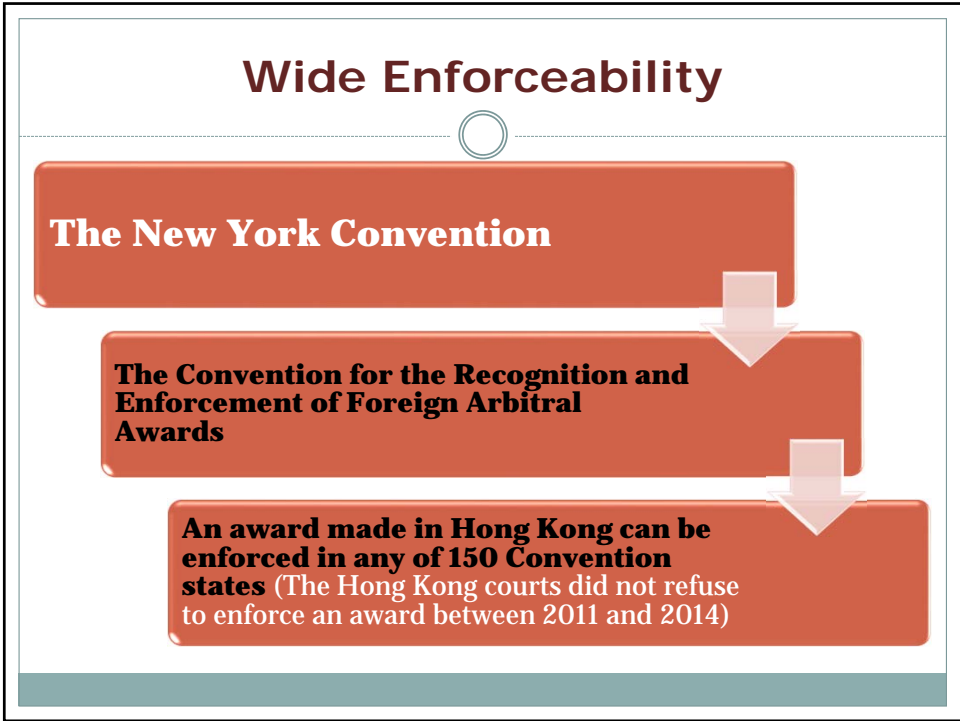 Wide Enforceability
The New York Convention
The Convention for the Recognition and
Enforcement of Foreign Arbitral
Awards
An award made in Hong Kong can be
enforced in any of 150 Convention
states (The Hong Kong courts did not refuse
to enforce an award between 2011 and 2014)